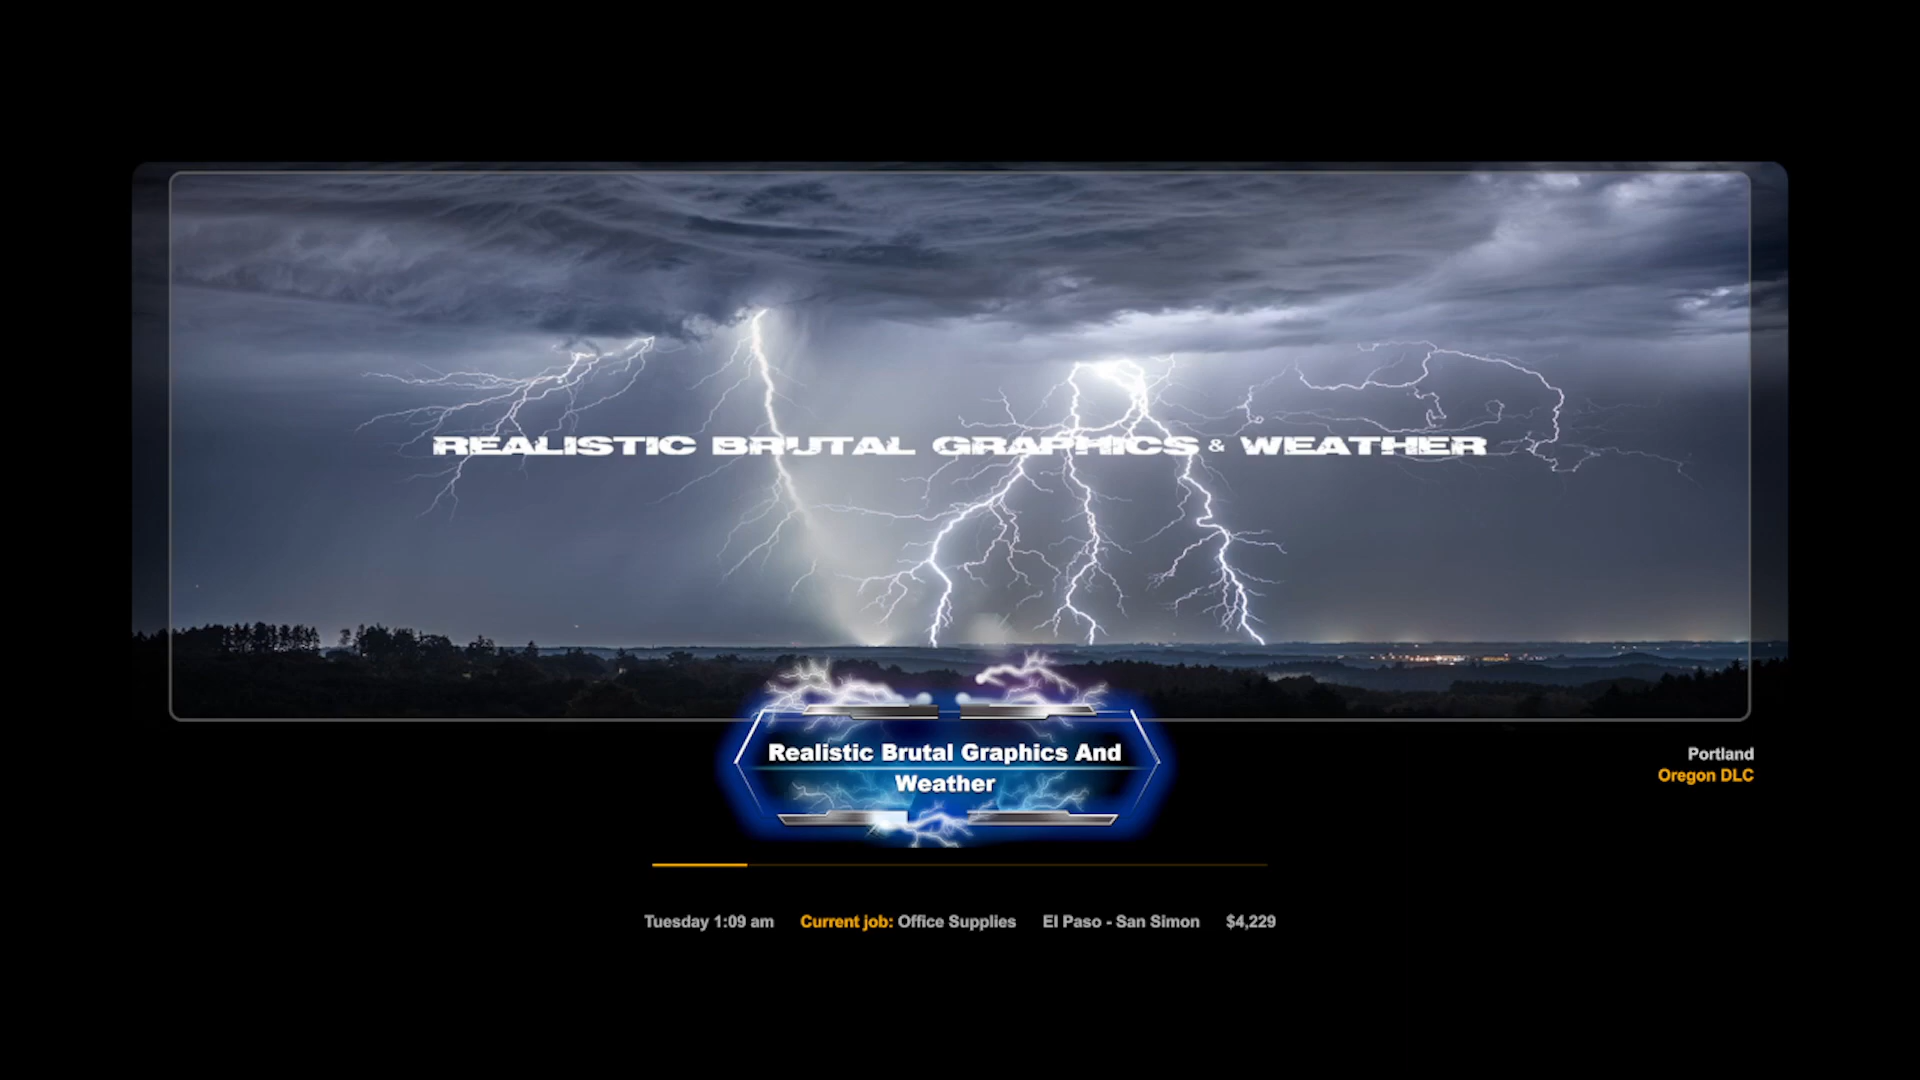 REALISTIC BRUTAL GRAPHICS & WEATHER
Realistic Brutal Graphics And
Weather
Portland
Oregon DLC
Tuesday 1:09 am Current job: Office Supplies El Paso - San Simon $4,229